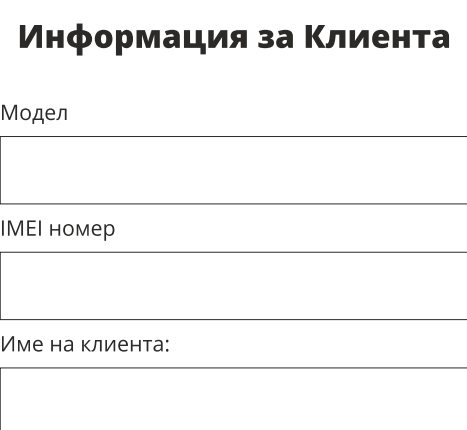 Информация за Клиента
Модел
IMEI номер
Име на клиента: